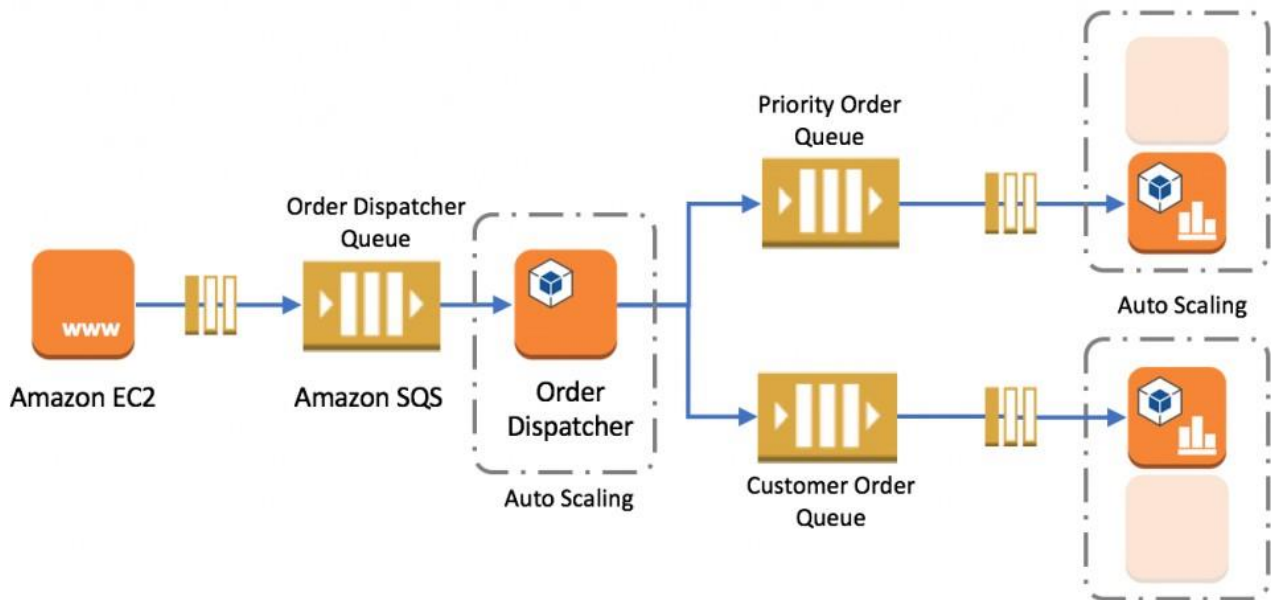 Priority Order
Queue
Order Dispatcher
Queue
Auto Scaling
www
Amazon EC2
Amazon SQS
Order
Dispatcher
Customer Order
Queue
Auto Scaling